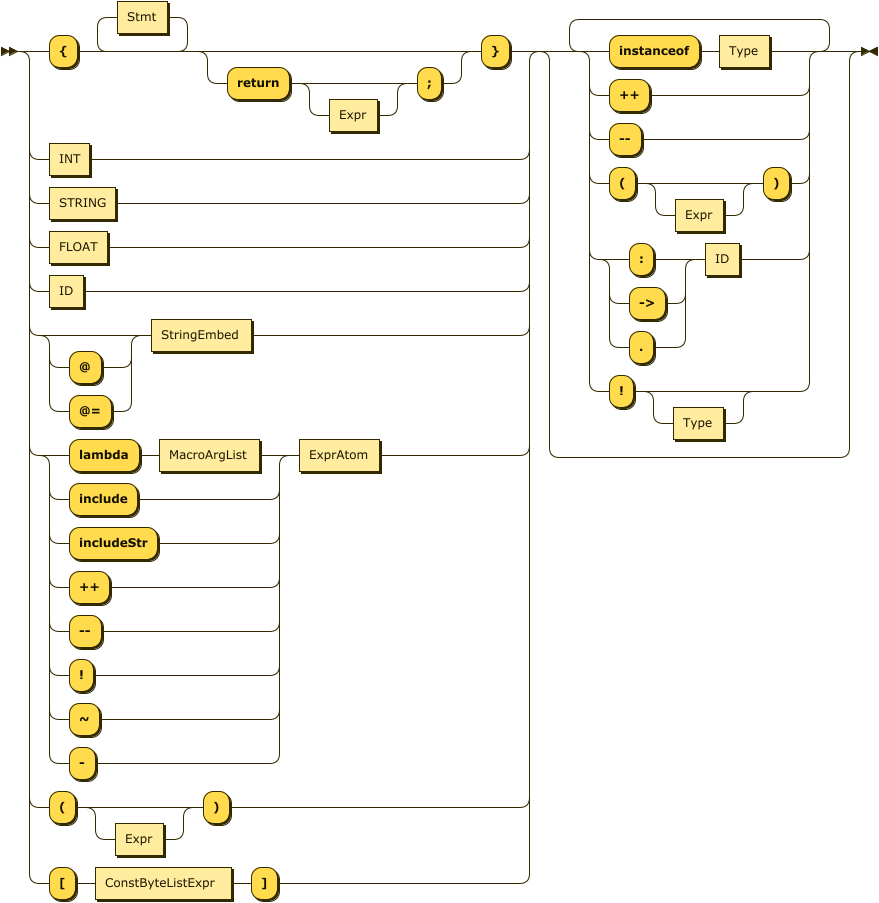 Stmt
{ } instanceof Type
return ;
Expr
++
--
INT
( )
STRING
Expr
FLOAT
: ID
ID
->
StringEmbed
.
@
!
@=
Type
lambda MacroArgList ExprAtom
include
includeStr
++
--
!
~
-
( )
Expr
[ ConstByteListExpr ]